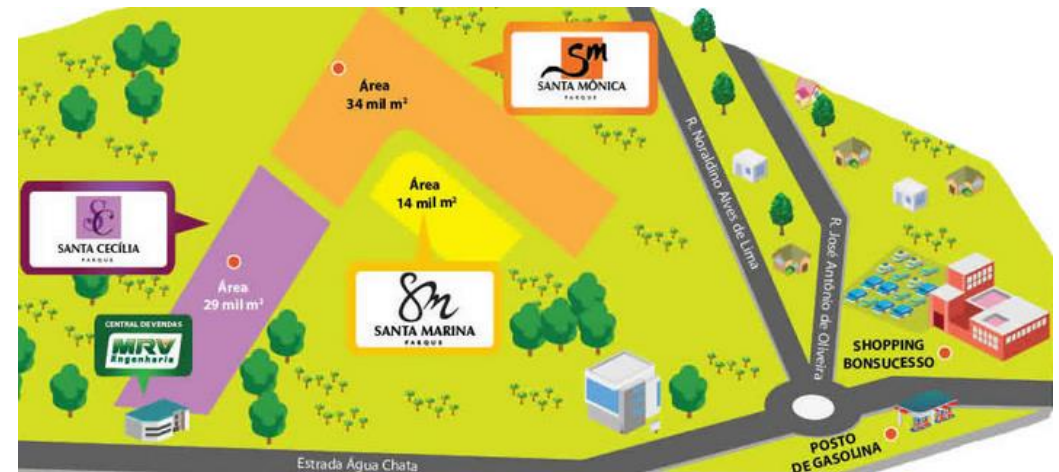 Área
34 mil m²
Sm
SANTA MÔNICA
PARQUE
SC
SANTA CECÍLIA
PARQUE
Área
29 mil m²
Área
14 mil m²
Sm
SANTA MARINA
PARQUE
CENTRAL DE VENDAS
MRV
Engenharia
R. Noraldino Alves de Lima
R. José Antônio de Oliveira
SHOPPING
BONSUCESSO
POSTO
DE GASOLINA
Estrada Água Chata